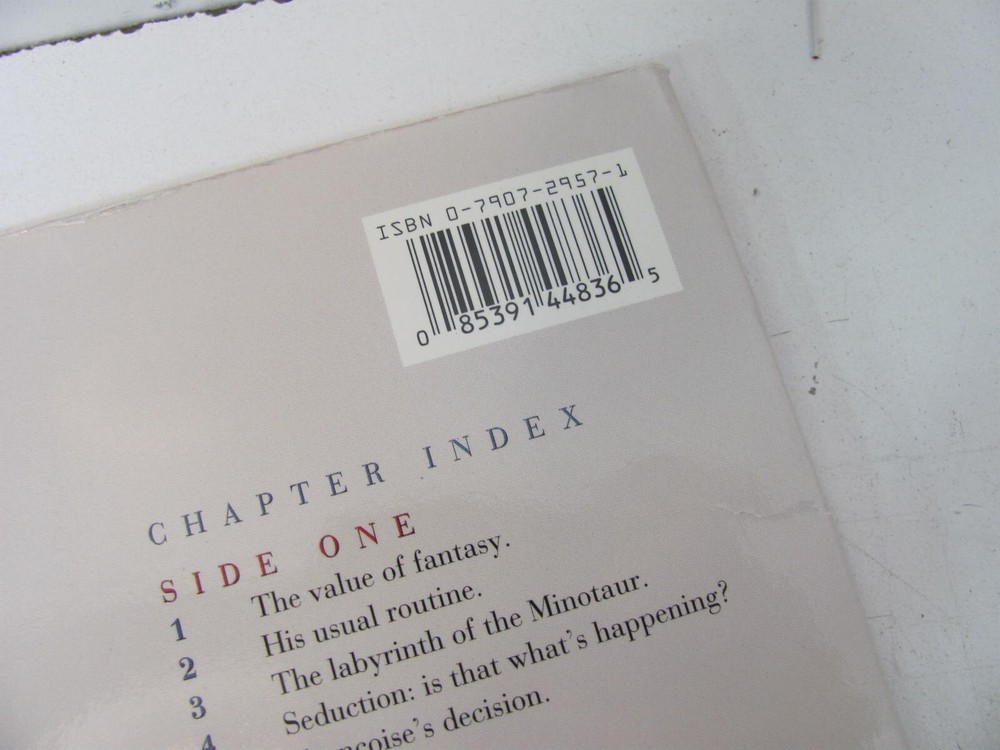 ISBN 0-7907-2957-1
0 85391 44836 5
CHAPTER INDEX
SIDE ONE
1 The value of fantasy.
2 His usual routine.
3 The labyrinth of the Minotaur.
4 Seduction: is that what's happening?
decision.